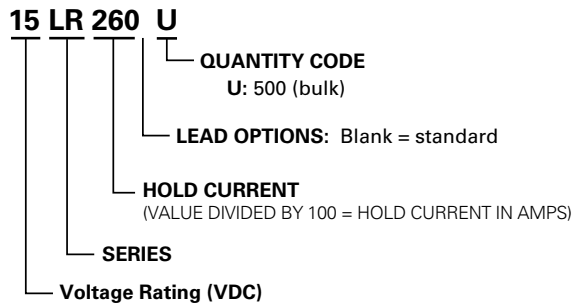 15 LR 260 U
QUANTITY CODE
U: 500 (bulk)
LEAD OPTIONS: Blank = standard
HOLD CURRENT
(VALUE DIVIDED BY 100 = HOLD CURRENT IN AMPS)
SERIES
Voltage Rating (VDC)